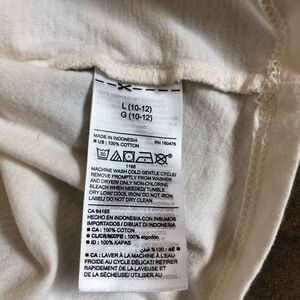 L (10-12)
G (10-12)
MADE IN INDONESIA
RN 160476
■ US : 100% COTTON
1166
MACHINE WASH COLD GENTLE CYCLE/
REMOVE PROMPTLY FROM WASHER
AND DRYER/ ONLY NON-CHLORINE
BLEACH WHEN NEEDED/ TUMBLE
DRY LOW/ COOL IRON/ DO NOT IRON
LABEL/ DO NOT DRY CLEAN
CA 54165
HECHO EN INDONESIA CON INSUMOS
IMPORTADOS / DIBUAT DI INDONESIA
■ CA : 100% COTON
■ CL/CR/MX/PE: 100% algodón
■ ID : 100% KAPAS
■ CA : LAVER À LA MACHINE À L'EAU
FROIDE AU CYCLE DÉLICAT/ RETIRER
RAPIDEMENT DE LA LAVEUSE ET
DE LA SÉCHEUSE/ UTILISER AU